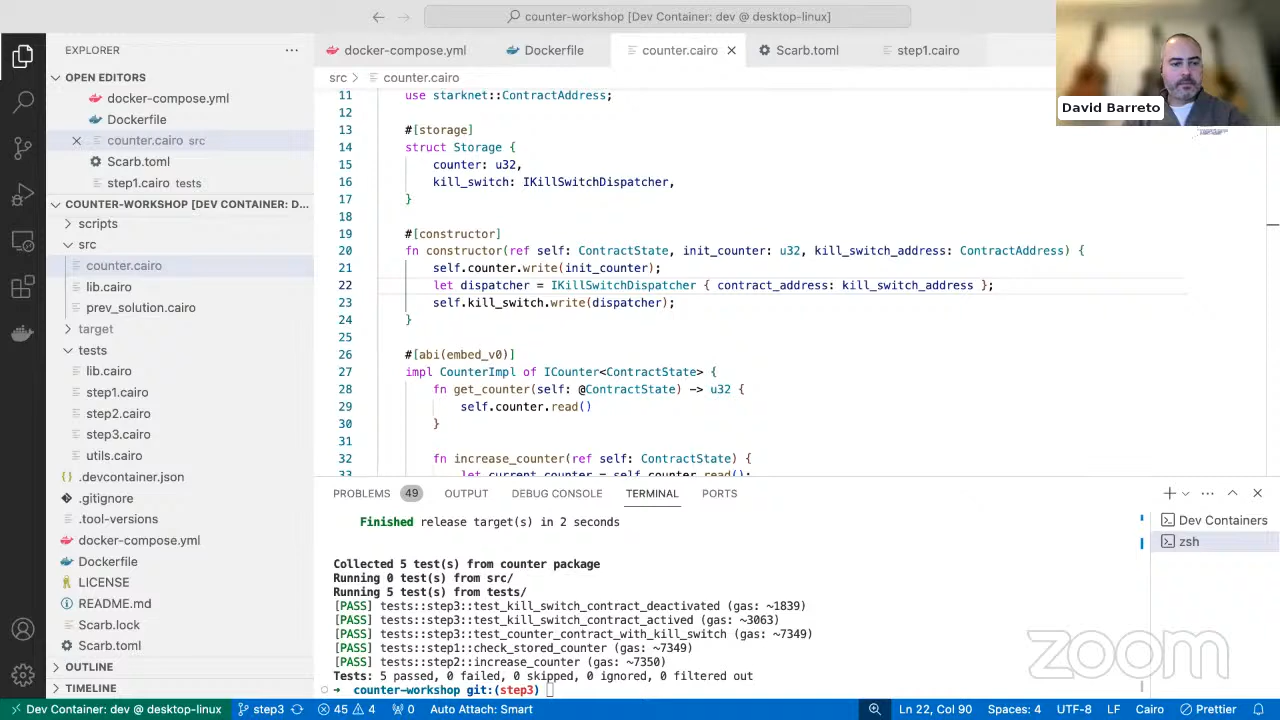 counter-workshop [Dev Container: dev @ desktop-linux]
EXPLORER
OPEN EDITORS
docker-compose.yml
Dockerfile
counter.cairo src
Scarb.toml
step1.cairo tests
COUNTER-WORKSHOP [DEV CONTAINER: D...
scripts
src
counter.cairo
lib.cairo
prev_solution.cairo
target
tests
lib.cairo
step1.cairo
step2.cairo
step3.cairo
utils.cairo
.devcontainer.json
.gitignore
.tool-versions
docker-compose.yml
Dockerfile
LICENSE
README.md
Scarb.lock
Scarb.toml
OUTLINE
TIMELINE
docker-compose.yml Dockerfile counter.cairo Scarb.toml step1.cairo
src > counter.cairo
11 use starknet::ContractAddress;
12
13 #[storage]
14 struct Storage {
15 counter: u32,
16 kill_switch: IKillSwitchDispatcher,
17 }
18
19 #[constructor]
20 fn constructor(ref self: ContractState, init_counter: u32, kill_switch_address: ContractAddress) {
21 self.counter.write(init_counter);
22 let dispatcher = IKillSwitchDispatcher { contract_address: kill_switch_address };
23 self.kill_switch.write(dispatcher);
24 }
25
26 #[abi(embed_v0)]
27 impl CounterImpl of ICounter<ContractState> {
28 fn get_counter(self: @ContractState) -> u32 {
29 self.counter.read()
30 }
31
32 fn increase_counter(ref self: ContractState) {
33 let current_counter = self.counter.read();
David Barreto
PROBLEMS 49 OUTPUT DEBUG CONSOLE TERMINAL PORTS
Finished release target(s) in 2 seconds
Collected 5 test(s) from counter package
Running 0 test(s) from src/
Running 5 test(s) from tests/
[PASS] tests::step3::test_kill_switch_contract_deactivated (gas: ~1839)
[PASS] tests::step3::test_kill_switch_contract_actived (gas: ~3063)
[PASS] tests::step3::test_counter_contract_with_kill_switch (gas: ~7349)
[PASS] tests::step1::check_stored_counter (gas: ~7349)
[PASS] tests::step2::increase_counter (gas: ~7350)
Tests: 5 passed, 0 failed, 0 skipped, 0 ignored, 0 filtered out
➜ counter-workshop git:(step3)
Dev Containers
zsh
zoom
Dev Container: dev @ desktop-linux step3 45 4 0 Auto Attach: Smart Ln 22, Col 90 Spaces: 4 UTF-8 LF Cairo Prettier